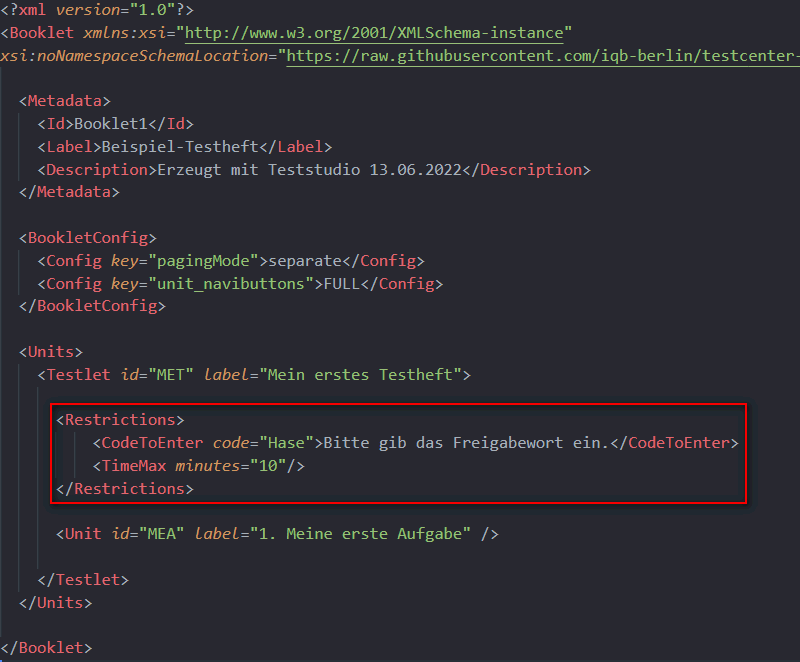 <?xml version="1.0"?>
<Booklet xmlns:xsi="http://www.w3.org/2001/XMLSchema-instance"
xsi:noNamespaceSchemaLocation="https://raw.githubusercontent.com/iqb-berlin/testcenter-
<Metadata>
<Id>Booklet1</Id>
<Label>Beispiel-Testheft</Label>
<Description>Erzeugt mit Teststudio 13.06.2022</Description>
</Metadata>
<BookletConfig>
<Config key="pagingMode">separate</Config>
<Config key="unit_navibuttons">FULL</Config>
</BookletConfig>
<Units>
<Testlet id="MET" label="Mein erstes Testheft">
<Restrictions>
<CodeToEnter code="Hase">Bitte gib das Freigabewort ein.</CodeToEnter>
<TimeMax minutes="10"/>
</Restrictions>
<Unit id="MEA" label="1. Meine erste Aufgabe" />
</Testlet>
</Units>
</Booklet>